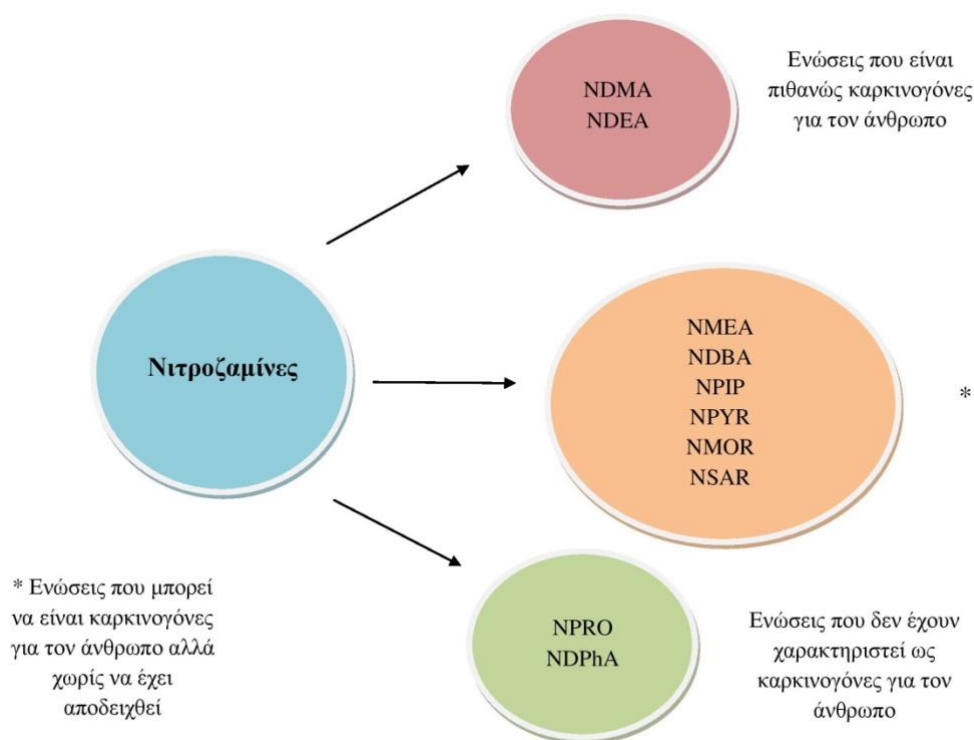 NDMA
NDEA
Ενώσεις που είναι
πιθανώς καρκινογόνες
για τον άνθρωπο
Νιτροζαμίνες
NMEA
NDBA
NPIP
NPYR
NMOR
NSAR
*
* Ενώσεις που μπορεί
να είναι καρκινογόνες
για τον άνθρωπο αλλά
χωρίς να έχει
αποδειχθεί
NPRO
NDPhA
Ενώσεις που δεν έχουν
χαρακτηριστεί ως
καρκινογόνες για τον
άνθρωπο